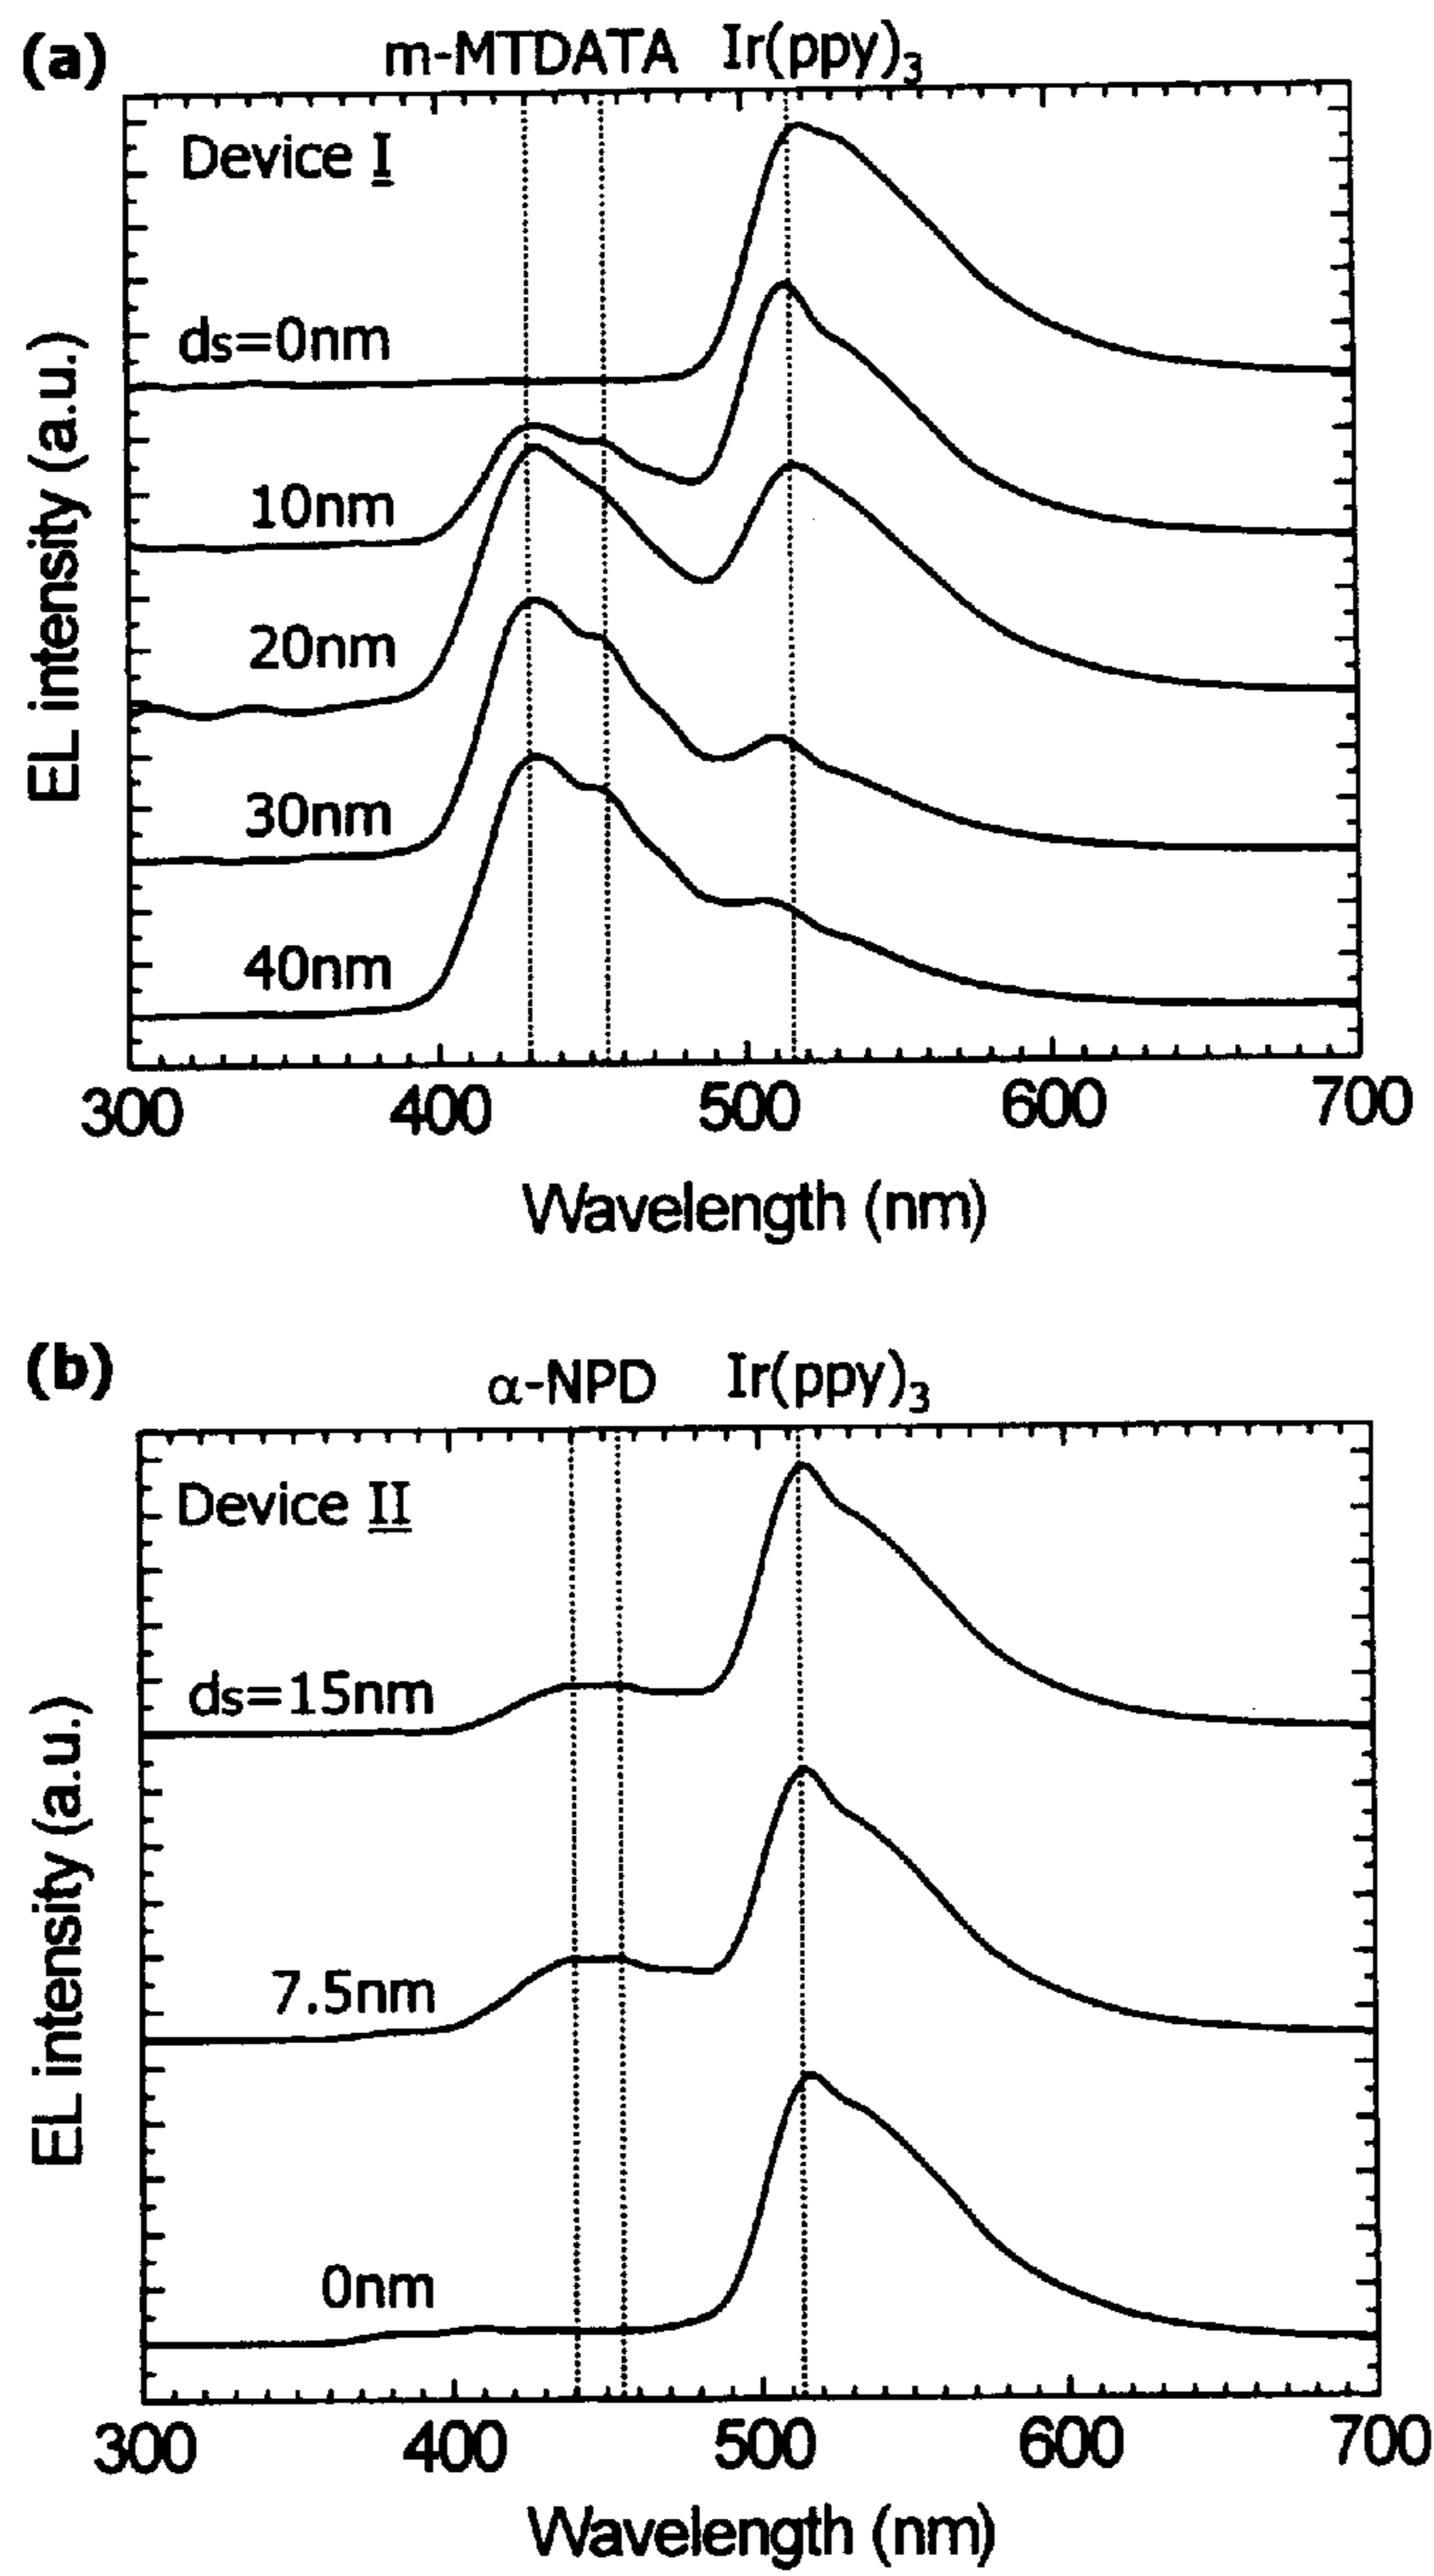 (a)
m-MTDATA Ir(ppy)₃
Device I
ds=0nm
10nm
20nm
30nm
40nm
EL intensity (a.u.)
300 400 500 600 700
Wavelength (nm)
(b)
α-NPD Ir(ppy)₃
Device II
ds=15nm
7.5nm
0nm
EL intensity (a.u.)
300 400 500 600 700
Wavelength (nm)